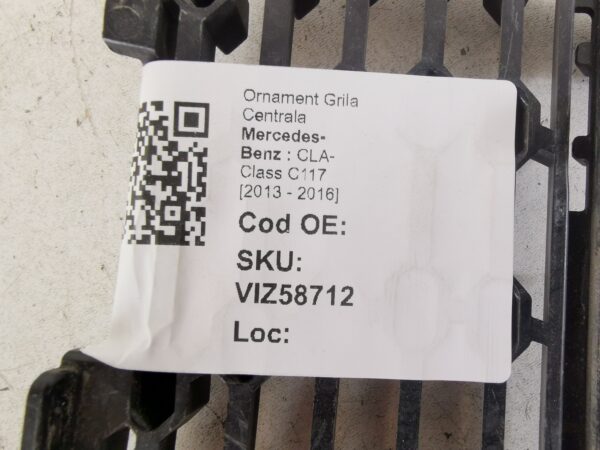 Ornament Grila
Centrala
Mercedes-
Benz : CLA-
Class C117
[2013 - 2016]
Cod OE:
SKU:
VIZ58712
Loc: